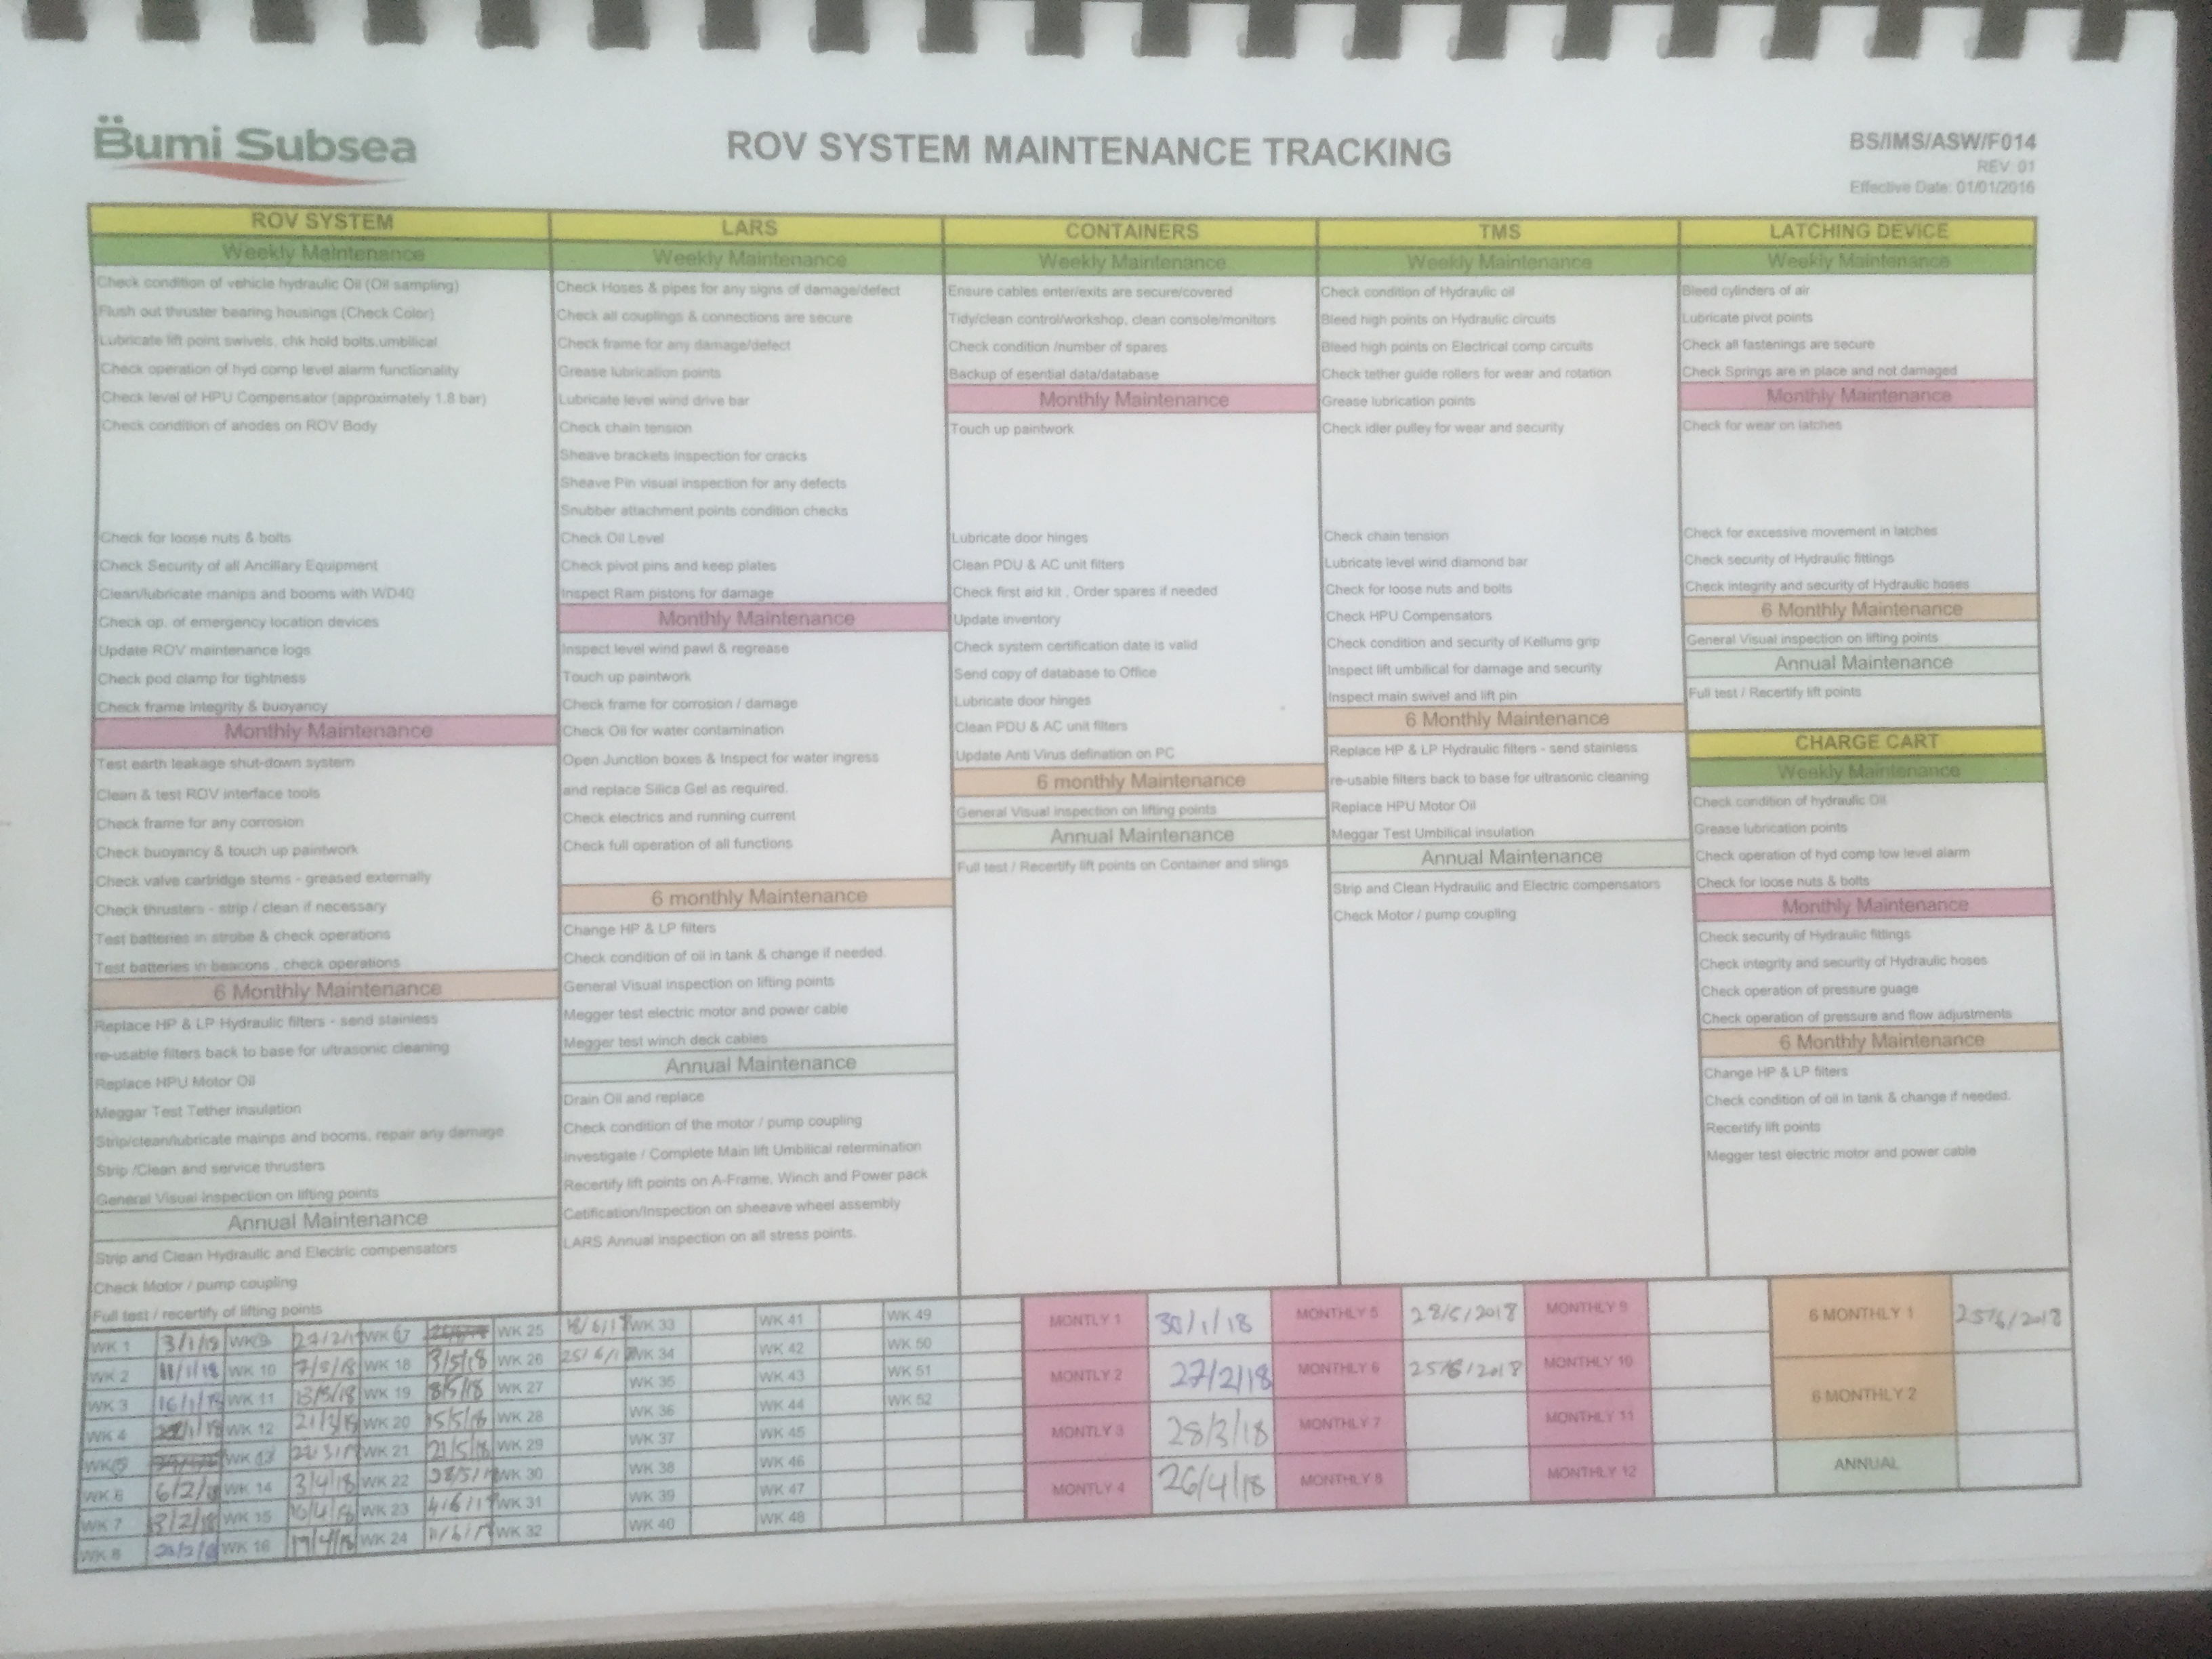 Bumi Subsea
ROV SYSTEM MAINTENANCE TRACKING
BS/IMS/ASW/F014
REV 01
Effective Date: 01/01/2016
ROV SYSTEM
Weekly Maintenance
Check condition of vehicle hydraulic Oil (Oil sampling)
Flush out thruster bearing housings (Check Color)
Lubricate lift point swivels, chk hold bolts,umbilical
Check operation of hyd comp level alarm functionality
Check level of HPU Compensator (approximately 1.8 bar)
Check condition of anodes on ROV Body
Check for loose nuts & bolts
Check Security of all Ancillary Equipment
Clean/lubricate manips and booms with WD40
Check op. of emergency location devices
Update ROV maintenance logs
Check pod clamp for tightness
Check frame integrity & buoyancy
Monthly Maintenance
Test earth leakage shut-down system
Clean & test ROV interface tools
Check frame for any corrosion
Check buoyancy & touch up paintwork
Check valve cartridge stems - greased externally
Check thrusters - strip / clean if necessary
Test batteries in strobe & check operations
Test batteries in beacons , check operations
6 Monthly Maintenance
Replace HP & LP Hydraulic filters - send stainless
re-usable filters back to base for ultrasonic cleaning
Replace HPU Motor Oil
Meggar Test Tether insulation
Strip/clean/lubricate mainps and booms, repair any damage
Strip /Clean and service thrusters
General Visual inspection on lifting points
Annual Maintenance
Strip and Clean Hydraulic and Electric compensators
Check Motor / pump coupling
Full test / recertify of lifting points
LARS
Weekly Maintenance
Check Hoses & pipes for any signs of damage/defect
Check all couplings & connections are secure
Check frame for any damage/defect
Grease lubrication points
Lubricate level wind drive bar
Check chain tension
Sheave brackets inspection for cracks
Sheave Pin visual inspection for any defects
Snubber attachment points condition checks
Check Oil Level
Check pivot pins and keep plates
Inspect Ram pistons for damage
Monthly Maintenance
Inspect level wind pawl & regrease
Touch up paintwork
Check frame for corrosion / damage
Check Oil for water contamination
Open Junction boxes & Inspect for water ingress
and replace Silica Gel as required.
Check electrics and running current
Check full operation of all functions
6 monthly Maintenance
Change HP & LP filters
Check condition of oil in tank & change if needed
General Visual inspection on lifting points
Megger test electric motor and power cable
Megger test winch deck cables
Annual Maintenance
Drain Oil and replace
Check condition of the motor / pump coupling
Investigate / Complete Main lift Umbilical retermination
Recertify lift points on A-Frame, Winch and Power pack
Cetification/Inspection on sheeave wheel assembly
LARS Annual inspection on all stress points.
CONTAINERS
Weekly Maintenance
Ensure cables enter/exits are secure/covered
Tidy/clean control/workshop, clean console/monitors
Check condition /number of spares
Backup of esential data/database
Monthly Maintenance
Touch up paintwork
Lubricate door hinges
Clean PDU & AC unit filters
Check first aid kit , Order spares if needed
Update inventory
Check system certification date is valid
Send copy of database to Office
Lubricate door hinges
Clean PDU & AC unit filters
Update Anti Virus defination on PC
6 monthly Maintenance
General Visual inspection on lifting points
Annual Maintenance
Full test / Recertify lift points on Container and slings
TMS
Weekly Maintenance
Check condition of Hydraulic oil
Bleed high points on Hydraulic circuits
Bleed high points on Electrical comp circuits
Check tether guide rollers for wear and rotation
Grease lubrication points
Check idler pulley for wear and security
Check chain tension
Lubricate level wind diamond bar
Check for loose nuts and bolts
Check HPU Compensators
Check condition and security of Kellums grip
Inspect lift umbilical for damage and security
Inspect main swivel and lift pin
6 Monthly Maintenance
Replace HP & LP Hydraulic filters - send stainless
re-usable filters back to base for ultrasonic cleaning
Replace HPU Motor Oil
Meggar Test Umbilical insulation
Annual Maintenance
Strip and Clean Hydraulic and Electric compensators
Check Motor / pump coupling
LATCHING DEVICE
Weekly Maintenance
Bleed cylinders of air
Lubricate pivot points
Check all fastenings are secure
Check Springs are in place and not damaged
Monthly Maintenance
Check for wear on latches
Check for excessive movement in latches
Check security of Hydraulic fittings
Check integrity and security of Hydraulic hoses
6 Monthly Maintenance
General Visual inspection on lifting points
Annual Maintenance
Full test / Recertify lift points
CHARGE CART
Weekly Maintenance
Check condition of hydraulic Oil
Grease lubrication points
Check operation of hyd comp low level alarm
Check for loose nuts & bolts
Monthly Maintenance
Check security of Hydraulic fittings
Check integrity and security of Hydraulic hoses
Check operation of pressure guage
Check operation of pressure and flow adjustments
6 Monthly Maintenance
Change HP & LP filters
Check condition of oil in tank & change if needed.
Recertify lift points
Megger test electric motor and power cable
WK 1 3/1/18 WK 25 18/6/18 WK 33 WK 41 WK 49
WK 2 11/1/18 WK 10 7/3/18 WK 18 9/5/18 WK 26 25/6/18 WK 34 WK 42 WK 50
WK 3 16/1/18 WK 11 13/3/18 WK 19 8/5/18 WK 27 WK 35 WK 43 WK 51
WK 4 WK 12 21/3/18 WK 20 15/5/18 WK 28 WK 36 WK 44 WK 52
WK 13 WK 21 21/5/18 WK 29 WK 37 WK 45
WK 6 6/2/18 WK 14 3/4/18 WK 22 28/5/18 WK 30 WK 38 WK 46
WK 7 WK 15 10/4/18 WK 23 4/6/18 WK 31 WK 39 WK 47
WK 8 20/2/18 WK 16 17/4/18 WK 24 11/6/18 WK 32 WK 40 WK 48
MONTLY 1 30/1/18 MONTHLY 5 MONTHLY 9
MONTLY 2 27/2/18 MONTHLY 6 MONTHLY 10
MONTLY 3 28/3/18 MONTHLY 7 MONTHLY 11
MONTLY 4 26/4/18 MONTHLY 8 MONTHLY 12
6 MONTHLY 1 25/6/2018
6 MONTHLY 2
ANNUAL